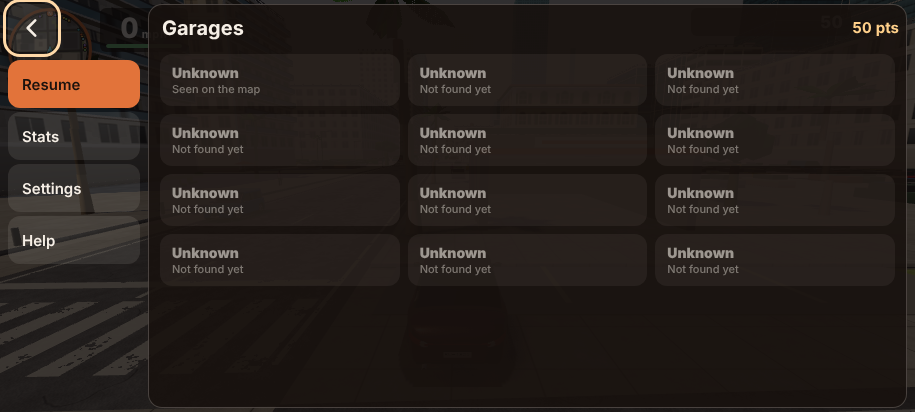 0 m
Garages
50 pts
Resume
Stats
Settings
Help
Unknown
Seen on the map
Unknown
Not found yet
Unknown
Not found yet
Unknown
Not found yet
Unknown
Not found yet
Unknown
Not found yet
Unknown
Not found yet
Unknown
Not found yet
Unknown
Not found yet
Unknown
Not found yet
Unknown
Not found yet
Unknown
Not found yet